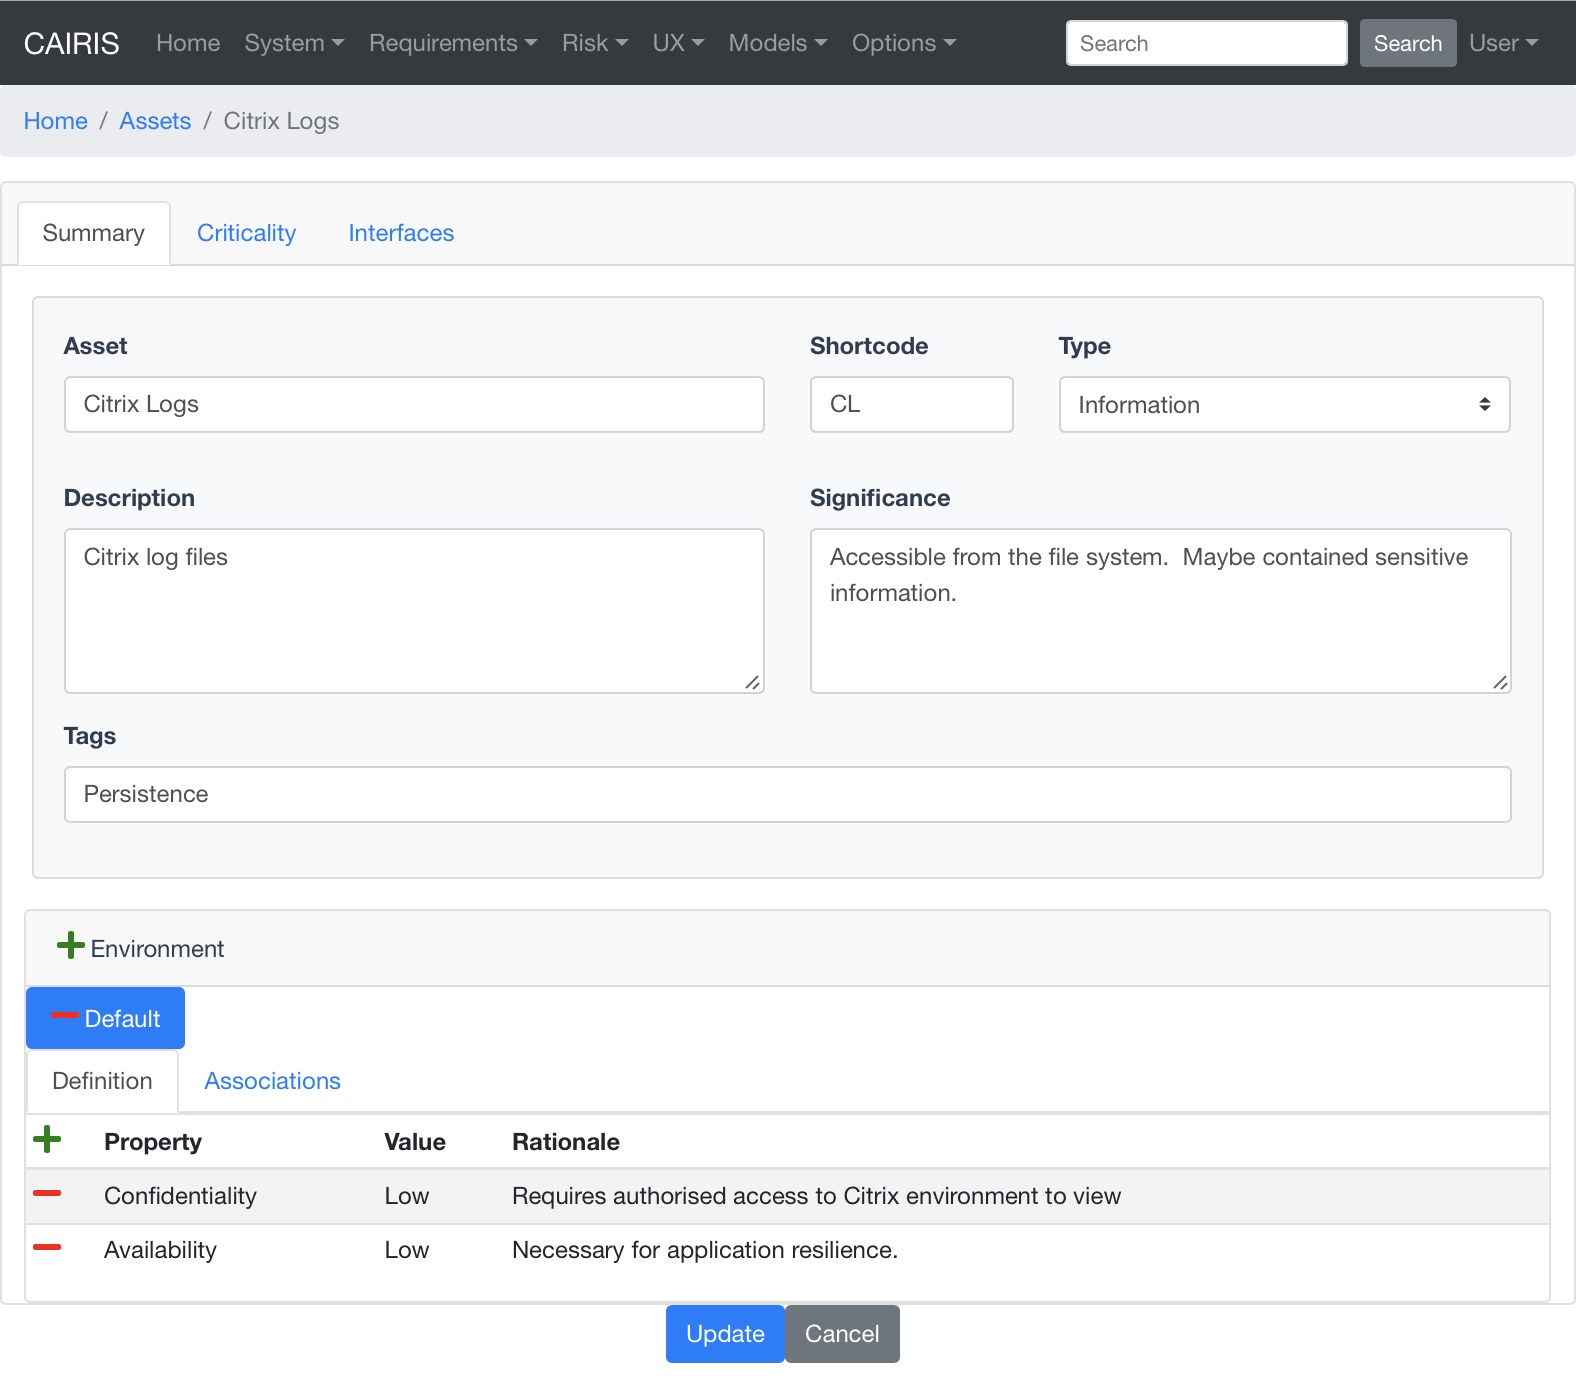 CAIRIS Home System Requirements Risk UX Models Options Search Search User
Home / Assets / Citrix Logs
Summary Criticality Interfaces
Asset Shortcode Type
Citrix Logs CL Information
Description Significance
Citrix log files Accessible from the file system.  Maybe contained sensitive
information.
Tags
Persistence
Environment
Default
Definition Associations
Property Value Rationale
Confidentiality Low Requires authorised access to Citrix environment to view
Availability Low Necessary for application resilience.
Update Cancel